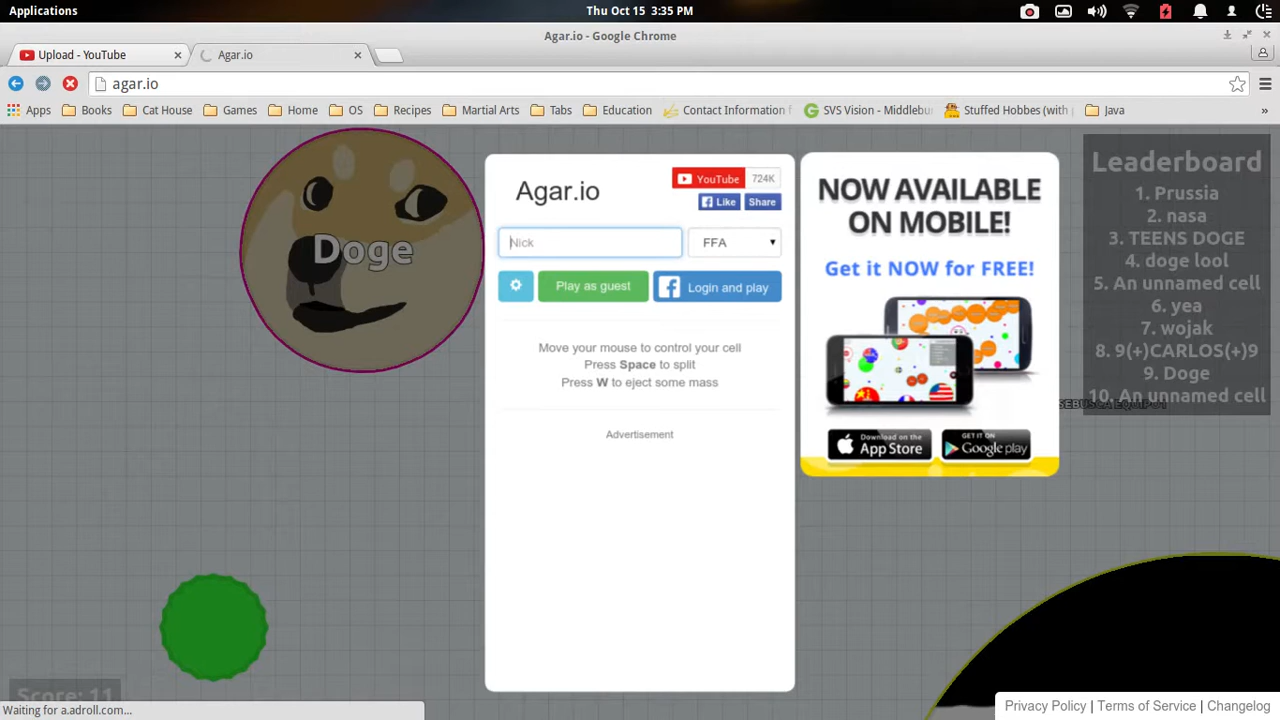 Applications
Thu Oct 15 3:35 PM
Agar.io - Google Chrome
Upload - YouTube
Agar.io
agar.io
Apps
Books
Cat House
Games
Home
OS
Recipes
Martial Arts
Tabs
Education
Contact Information f
SVS Vision - Middlebu
Stuffed Hobbes (with
Java
»
Doge
Agar.io
YouTube 724K
Like Share
Nick
FFA
Play as guest
Login and play
Move your mouse to control your cell
Press Space to split
Press W to eject some mass
Advertisement
NOW AVAILABLE
ON MOBILE!
Get it NOW for FREE!
Download on the
App Store
GET IT ON
Google play
Leaderboard
1. Prussia
2. nasa
3. TEENS DOGE
4. doge lool
5. An unnamed cell
6. yea
7. wojak
8. 9(+)CARLOS(+)9
9. Doge
10. An unnamed cell
Score: 11
Waiting for a.adroll.com...
Privacy Policy | Terms of Service | Changelog